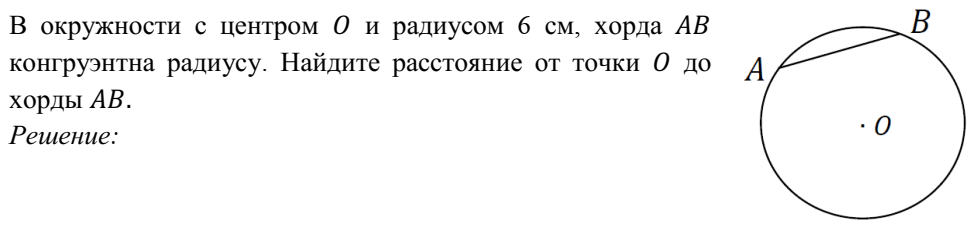 В окружности с центром O и радиусом 6 см, хорда AB
конгруэнтна радиусу. Найдите расстояние от точки O до
хорды AB.
Решение:
B
A
· O